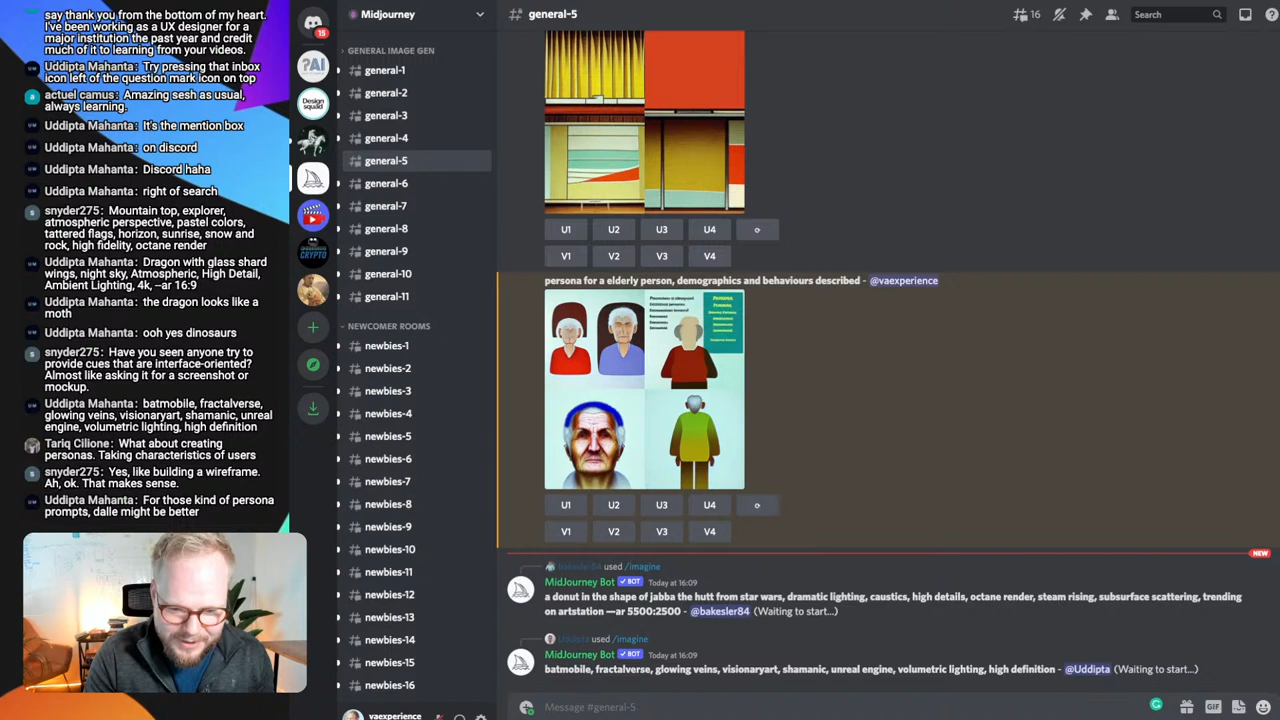 say thank you from the bottom of my heart.
I've been working as a UX designer for a
major institution the past year and credit
much of it to learning from your videos.
Uddipta Mahanta: Try pressing that inbox
icon left of the question mark icon on top
actuel camus: Amazing sesh as usual,
always learning.
Uddipta Mahanta: It's the mention box
Uddipta Mahanta: on discord
Uddipta Mahanta: Discord haha
Uddipta Mahanta: right of search
snyder275: Mountain top, explorer,
atmospheric perspective, pastel colors,
tattered flags, horizon, sunrise, snow and
rock, high fidelity, octane render
Uddipta Mahanta: Dragon with glass shard
wings, night sky, Atmospheric, High Detail,
Ambient Lighting, 4k, -ar 16:9
Uddipta Mahanta: the dragon looks like a
moth
Uddipta Mahanta: ooh yes dinosaurs
snyder275: Have you seen anyone try to
provide cues that are interface-oriented?
Almost like asking it for a screenshot or
mockup.
Uddipta Mahanta: batmobile, fractalverse,
glowing veins, visionaryart, shamanic, unreal
engine, volumetric lighting, high definition
Tariq Cilione: What about creating
personas. Taking characteristics of users
snyder275: Yes, like building a wireframe.
Ah, ok. That makes sense.
Uddipta Mahanta: For those kind of persona
prompts, dalle might be better
15
PAI
Design
squad
CRYPTO
Midjourney
GENERAL IMAGE GEN
general-1
general-2
general-3
general-4
general-5
general-6
general-7
general-8
general-9
general-10
general-11
NEWCOMER ROOMS
newbies-1
newbies-2
newbies-3
newbies-4
newbies-5
newbies-6
newbies-7
newbies-8
newbies-9
newbies-10
newbies-11
newbies-12
newbies-13
newbies-14
newbies-15
newbies-16
vaexperience
general-5
16
Search
U1 U2 U3 U4
V1 V2 V3 V4
persona for a elderly person, demographics and behaviours described - @vaexperience
U1 U2 U3 U4
V1 V2 V3 V4
NEW
bakesler84 used /imagine
MidJourney Bot ✓ BOT Today at 16:09
a donut in the shape of jabba the hutt from star wars, dramatic lighting, caustics, high details, octane render, steam rising, subsurface scattering, trending
on artstation —ar 5500:2500 - @bakesler84 (Waiting to start...)
Uddipta used /imagine
MidJourney Bot ✓ BOT Today at 16:09
batmobile, fractalverse, glowing veins, visionaryart, shamanic, unreal engine, volumetric lighting, high definition - @Uddipta (Waiting to start...)
Message #general-5
GIF